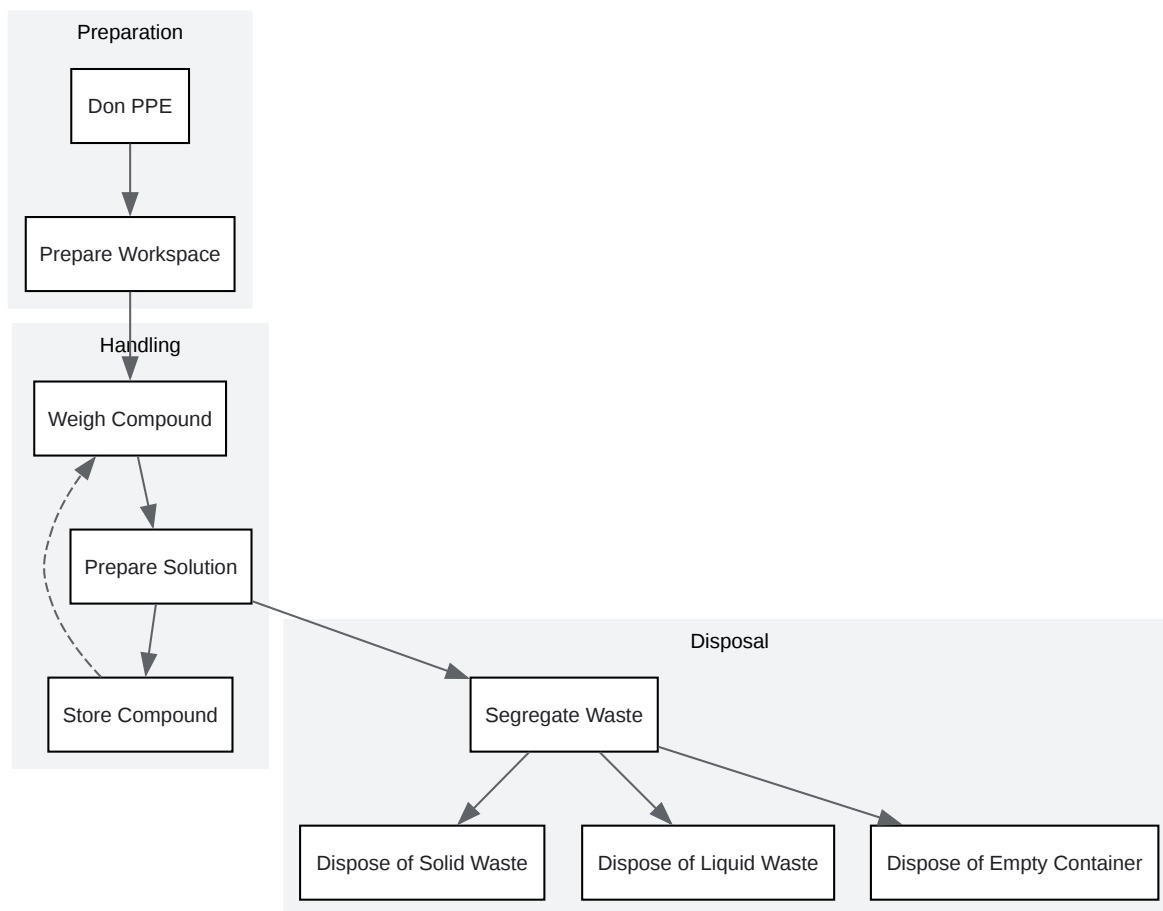 Preparation
Don PPE
Prepare Workspace
Handling
Weigh Compound
Prepare Solution
Store Compound
Disposal
Segregate Waste
Dispose of Solid Waste
Dispose of Liquid Waste
Dispose of Empty Container